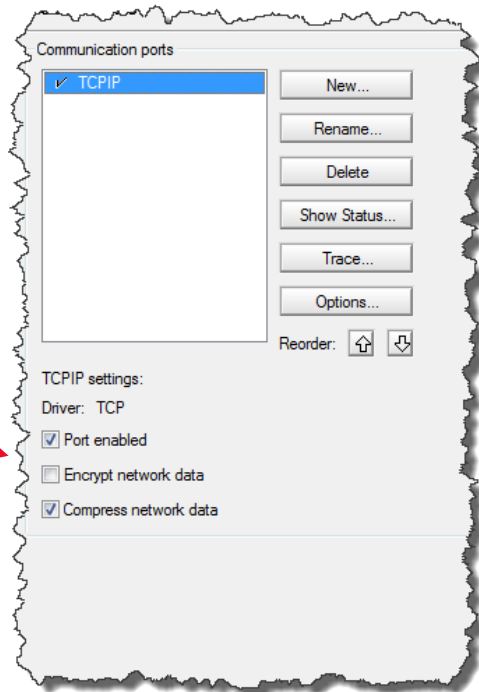 Communication ports
TCPIP
New...
Rename...
Delete
Show Status...
Trace...
Options...
Reorder:
TCPIP settings:
Driver: TCP
Port enabled
Encrypt network data
Compress network data